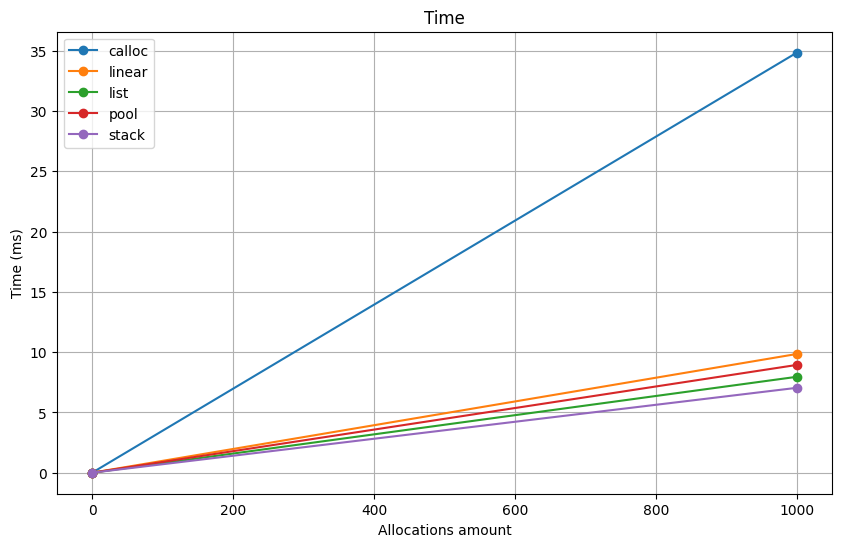 Time
calloc
linear
list
pool
stack
Time (ms)
35
30
25
20
15
10
5
0
0 200 400 600 800 1000
Allocations amount